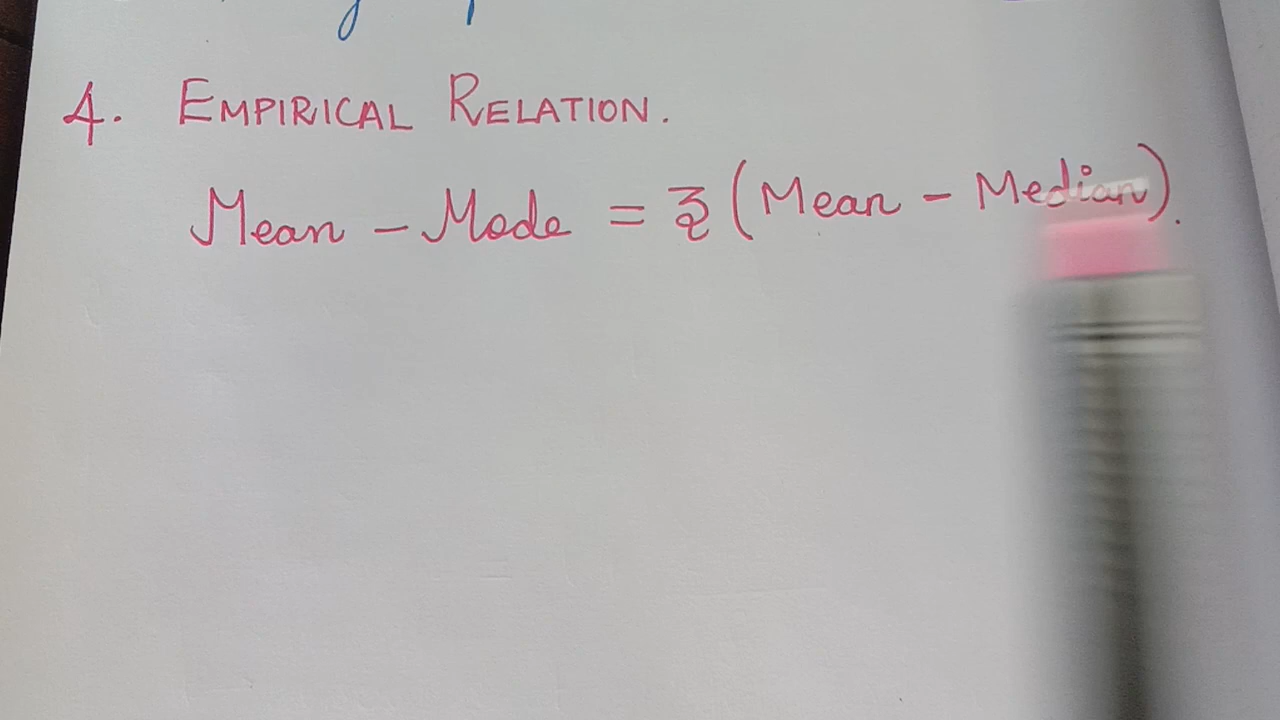 4. EMPIRICAL RELATION.
Mean - Mode = 3 (Mean - Median).